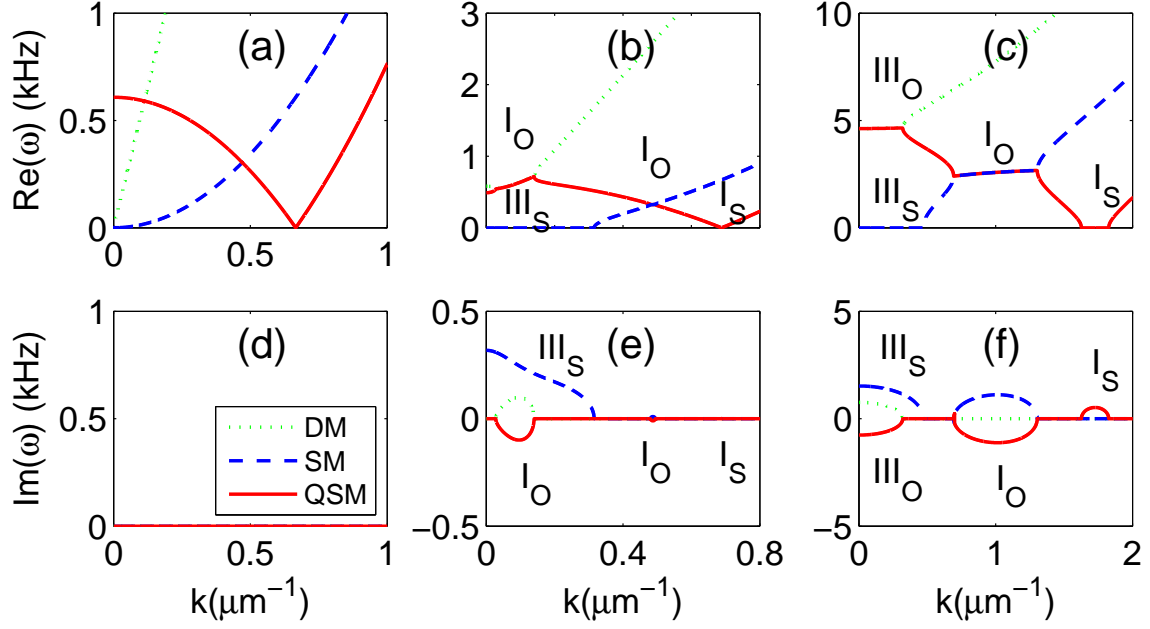 Re(ω) (kHz)
1
0.5
0
0
0.5
1
(a)
3
2
1
0
0
0.4
0.8
(b)
I_O
I_O
III_S
I_S
10
5
0
0
1
2
(c)
III_O
I_O
III_S
I_S
Im(ω) (kHz)
1
0.5
0
0
0.5
1
(d)
DM
SM
QSM
k(μm⁻¹)
0.5
0
−0.5
0
0.4
0.8
(e)
III_S
I_O
I_O
I_S
k(μm⁻¹)
5
0
−5
0
1
2
(f)
III_S
I_S
III_O
I_O
k(μm⁻¹)